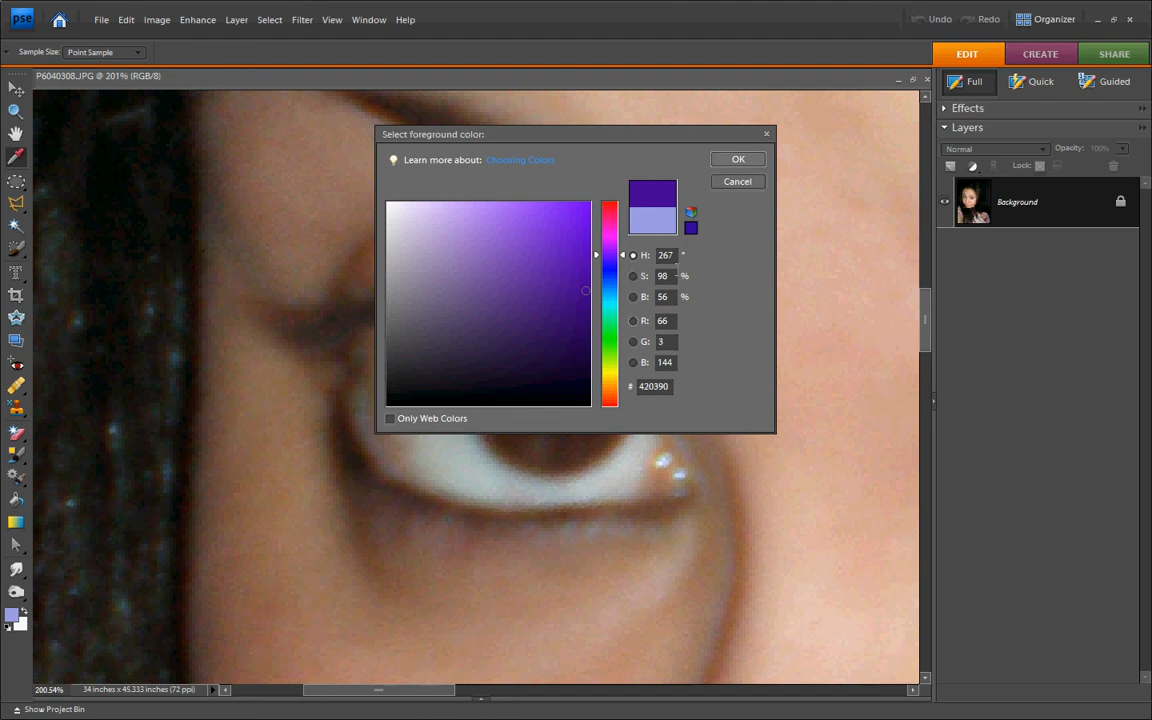 pse File Edit Image Enhance Layer Select Filter View Window Help Undo Redo Organizer
Sample Size: Point Sample EDIT CREATE SHARE
P6040308.JPG @ 201% (RGB/8) Full Quick Guided
Effects
Layers
Normal Opacity: 100%
Lock:
Background
Select foreground color:
Learn more about: Choosing Colors OK
Cancel
H: 267 °
S: 98 %
B: 56 %
R: 66
G: 3
B: 144
# 420390
Only Web Colors
200.54% 34 inches x 45.333 inches (72 ppi)
Show Project Bin